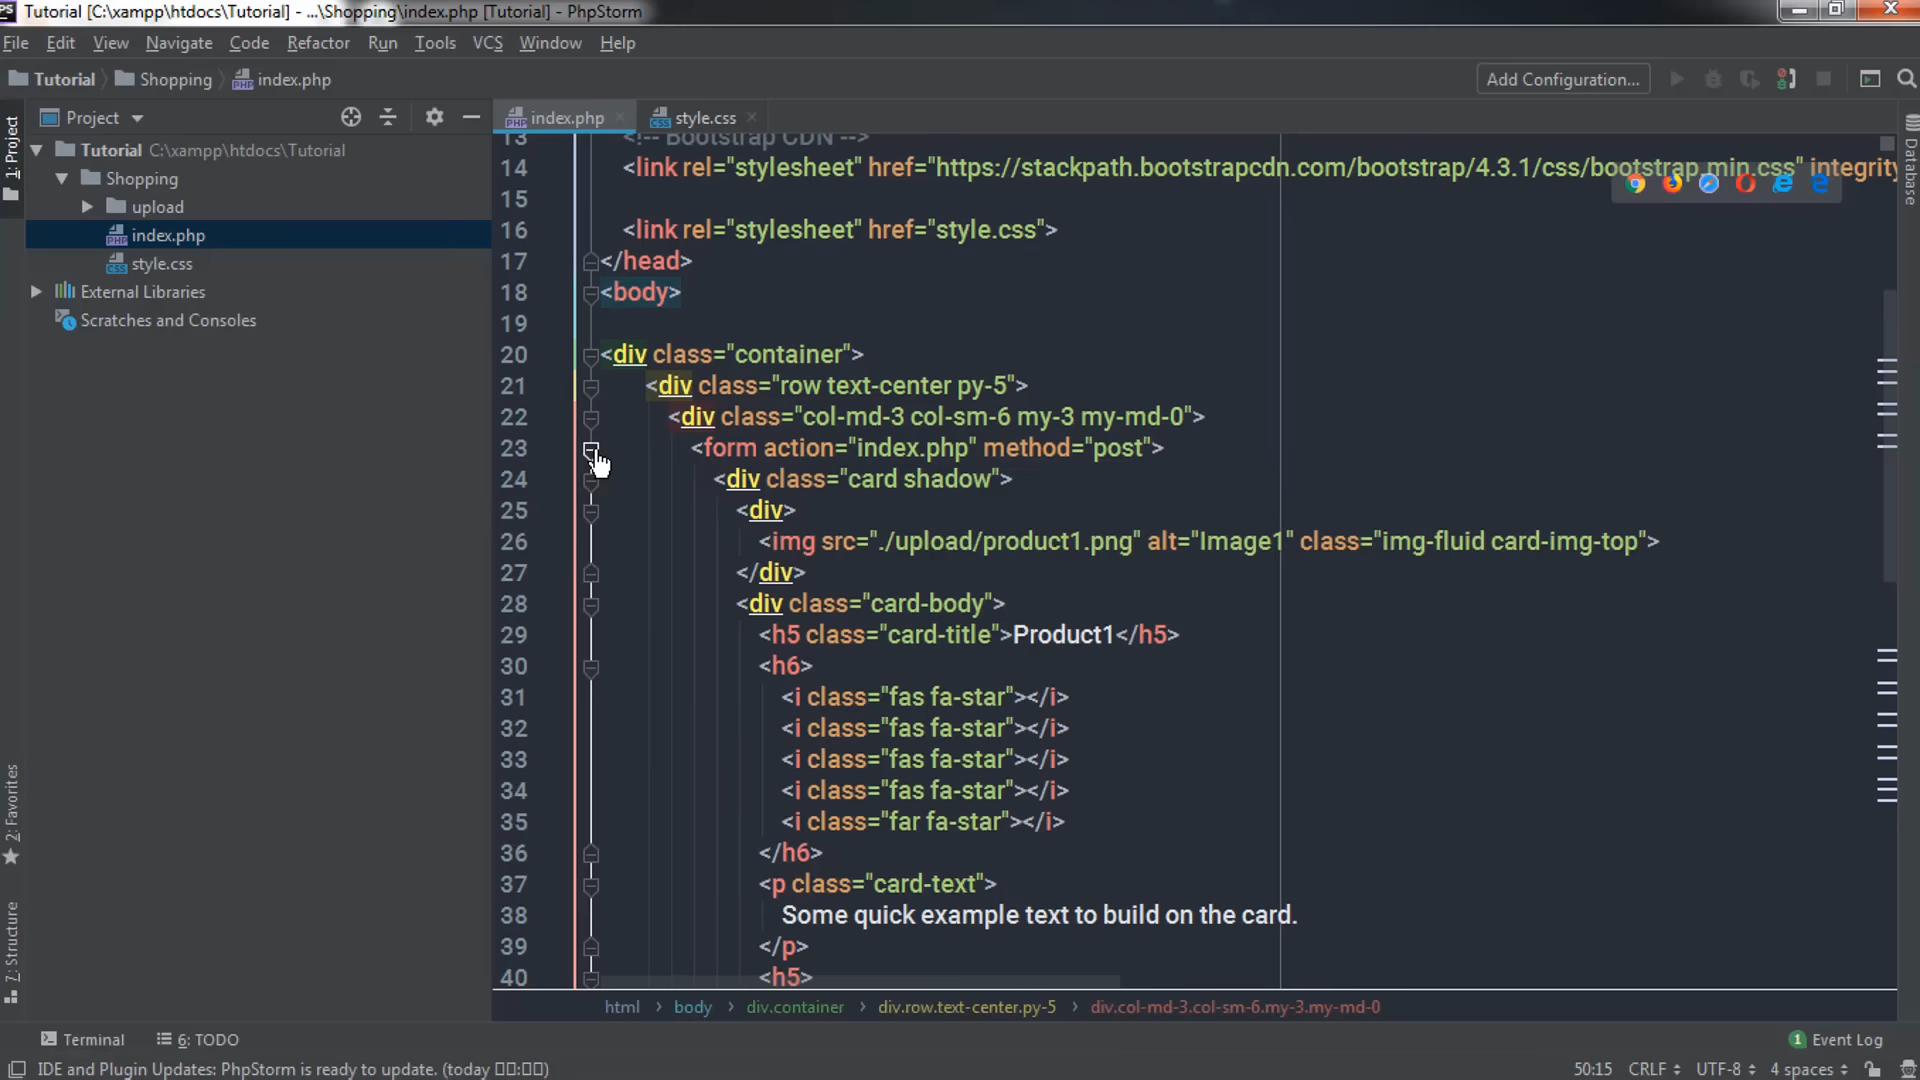 Tutorial [C:\xampp\htdocs\Tutorial] - ...\Shopping\index.php [Tutorial] - PhpStorm
File Edit View Navigate Code Refactor Run Tools VCS Window Help
Tutorial Shopping index.php Add Configuration...
Project index.php style.css
1: Project
Tutorial C:\xampp\htdocs\Tutorial
Shopping
upload
index.php
style.css
External Libraries
Scratches and Consoles
2: Favorites
7: Structure
Database
13 <!-- Bootstrap CDN -->
14 <link rel="stylesheet" href="https://stackpath.bootstrapcdn.com/bootstrap/4.3.1/css/bootstrap.min.css" integrity
15
16 <link rel="stylesheet" href="style.css">
17 </head>
18 <body>
19
20 <div class="container">
21 <div class="row text-center py-5">
22 <div class="col-md-3 col-sm-6 my-3 my-md-0">
23 <form action="index.php" method="post">
24 <div class="card shadow">
25 <div>
26 <img src="./upload/product1.png" alt="Image1" class="img-fluid card-img-top">
27 </div>
28 <div class="card-body">
29 <h5 class="card-title">Product1</h5>
30 <h6>
31 <i class="fas fa-star"></i>
32 <i class="fas fa-star"></i>
33 <i class="fas fa-star"></i>
34 <i class="fas fa-star"></i>
35 <i class="far fa-star"></i>
36 </h6>
37 <p class="card-text">
38 Some quick example text to build on the card.
39 </p>
40 <h5>
html body div.container div.row.text-center.py-5 div.col-md-3.col-sm-6.my-3.my-md-0
Terminal 6: TODO 1 Event Log
IDE and Plugin Updates: PhpStorm is ready to update. (today ▯▯:▯▯) 50:15 CRLF UTF-8 4 spaces